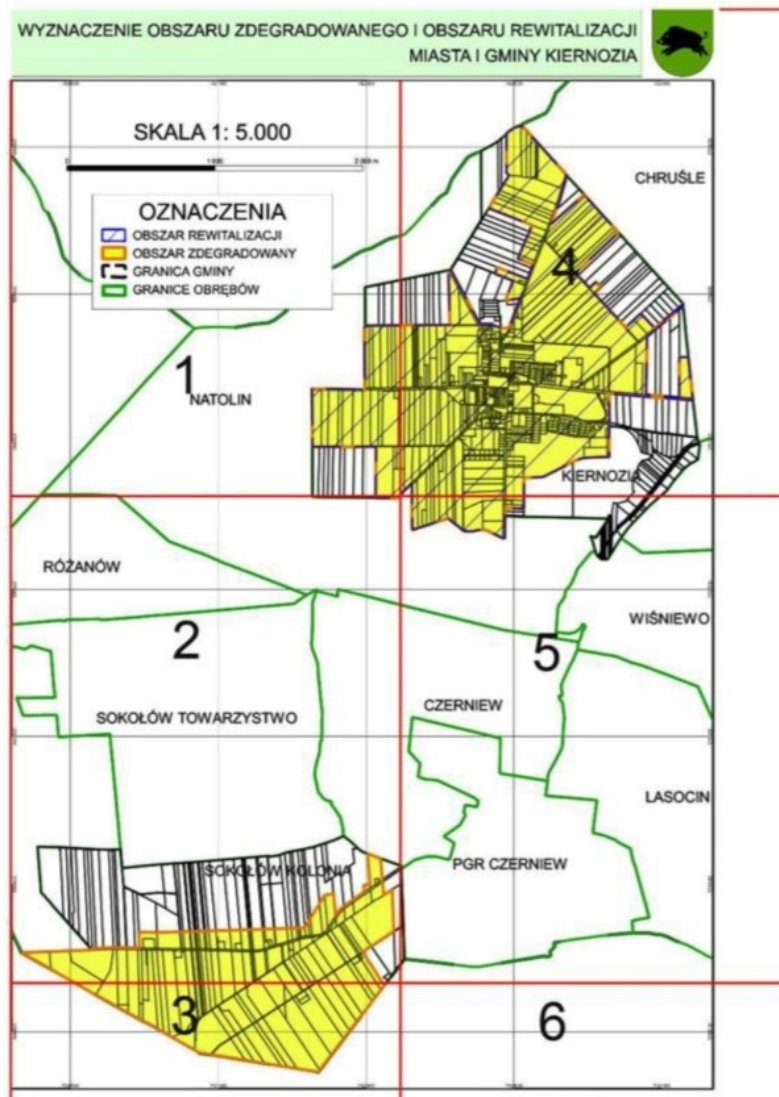 WYZNACZENIE OBSZARU ZDEGRADOWANEGO I OBSZARU REWITALIZACJI
MIASTA I GMINY KIERNOZIA
SKALA 1: 5.000
OZNACZENIA
OBSZAR REWITALIZACJI
OBSZAR ZDEGRADOWANY
GRANICA GMINY
GRANICE OBRĘBÓW
CHRUŚLE
4
1
NATOLIN
KIERNOZIA
RÓŻANÓW
WIŚNIEWO
2
5
SOKOŁÓW TOWARZYSTWO
CZERNIEW
LASOCIN
SOKOŁÓW KOLONIA
PGR CZERNIEW
3
6